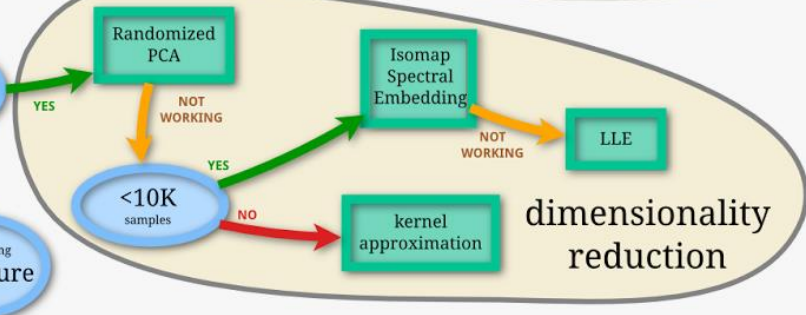 Randomized
PCA
YES
NOT
WORKING
Isomap
Spectral
Embedding
NOT
WORKING
LLE
YES
<10K
samples
NO
kernel
approximation
dimensionality
reduction
ng
ure